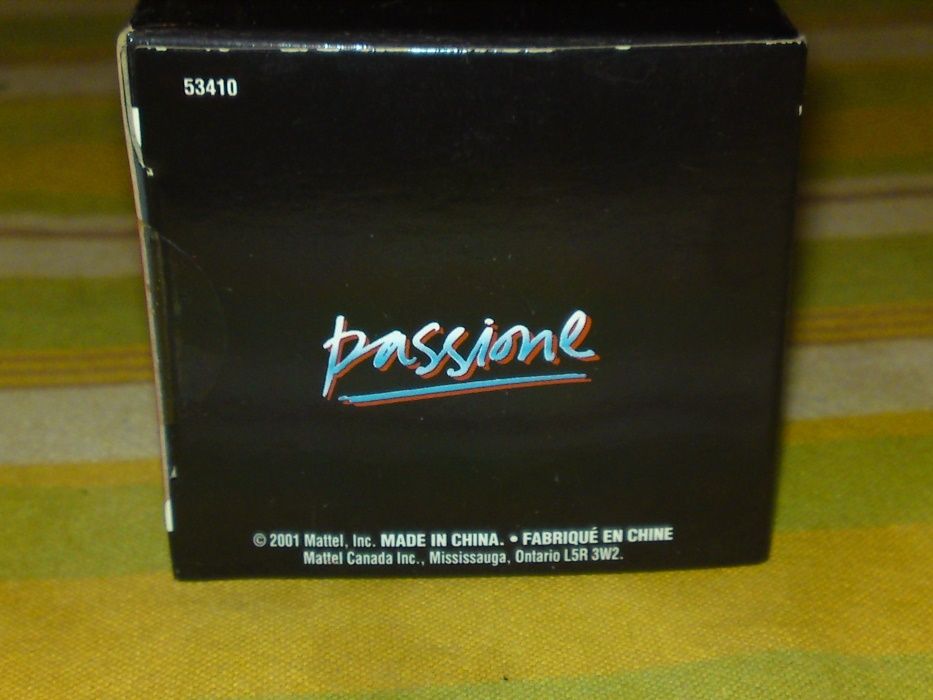 53410
passione
© 2001 Mattel, Inc. MADE IN CHINA. • FABRIQUÉ EN CHINE
Mattel Canada Inc., Mississauga, Ontario L5R 3W2.